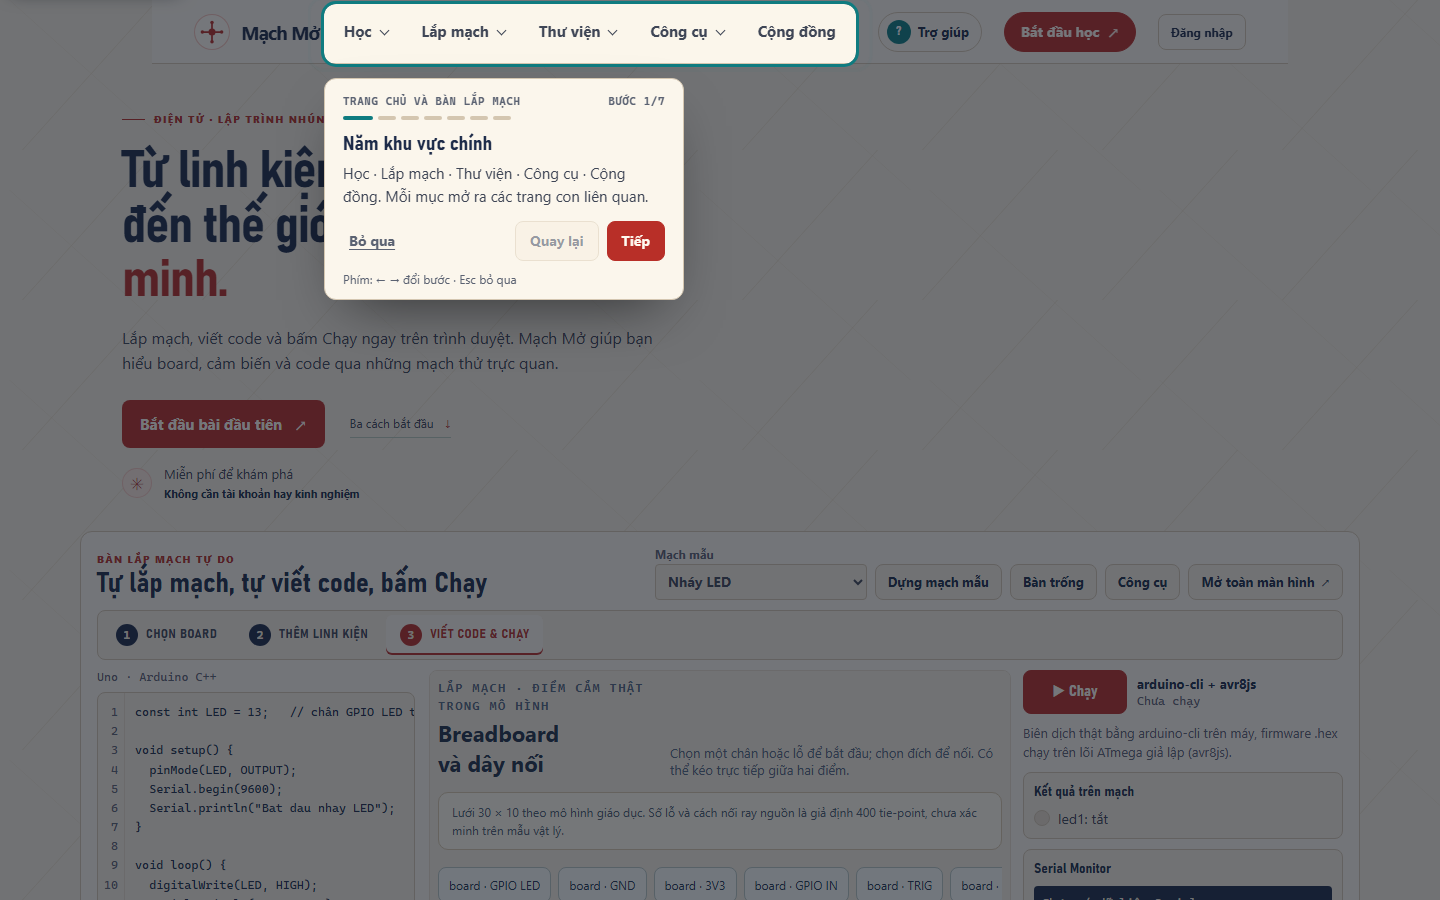 Mạch Mở
Học
Lắp mạch
Thư viện
Công cụ
Cộng đồng
? Trợ giúp
Bắt đầu học ↗
Đăng nhập
TRANG CHỦ VÀ BÀN LẮP MẠCH
BƯỚC 1/7
Năm khu vực chính
Học · Lắp mạch · Thư viện · Công cụ · Cộng
đồng. Mỗi mục mở ra các trang con liên quan.
Bỏ qua
Quay lại
Tiếp
Phím: ← → đổi bước · Esc bỏ qua
ĐIỆN TỬ · LẬP TRÌNH NHÚN
Từ linh kiện
đến thế giớ
mình.
Lắp mạch, viết code và bấm Chạy ngay trên trình duyệt. Mạch Mở giúp bạn
hiểu board, cảm biến và code qua những mạch thử trực quan.
Bắt đầu bài đầu tiên ↗
Ba cách bắt đầu ↓
Miễn phí để khám phá
Không cần tài khoản hay kinh nghiệm
BÀN LẮP MẠCH TỰ DO
Tự lắp mạch, tự viết code, bấm Chạy
Mạch mẫu
Nháy LED
Dựng mạch mẫu
Bàn trống
Công cụ
Mở toàn màn hình ↗
1 CHỌN BOARD
2 THÊM LINH KIỆN
3 VIẾT CODE & CHẠY
Uno · Arduino C++
1 const int LED = 13;   // chân GPIO LED t
2
3 void setup() {
4   pinMode(LED, OUTPUT);
5   Serial.begin(9600);
6   Serial.println("Bat dau nhay LED");
7 }
8
9 void loop() {
10   digitalWrite(LED, HIGH);
LẮP MẠCH · ĐIỂM CẮM THẬT
TRONG MÔ HÌNH
Breadboard
và dây nối
Chọn một chân hoặc lỗ để bắt đầu; chọn đích để nối. Có
thể kéo trực tiếp giữa hai điểm.
Lưới 30 × 10 theo mô hình giáo dục. Số lỗ và cách nối ray nguồn là giả định 400 tie-point, chưa xác
minh trên mẫu vật lý.
board · GPIO LED
board · GND
board · 3V3
board · GPIO IN
board · TRIG
board ·
▶ Chạy
arduino-cli + avr8js
Chưa chạy
Biên dịch thật bằng arduino-cli trên máy, firmware .hex
chạy trên lõi ATmega giả lập (avr8js).
Kết quả trên mạch
led1: tắt
Serial Monitor